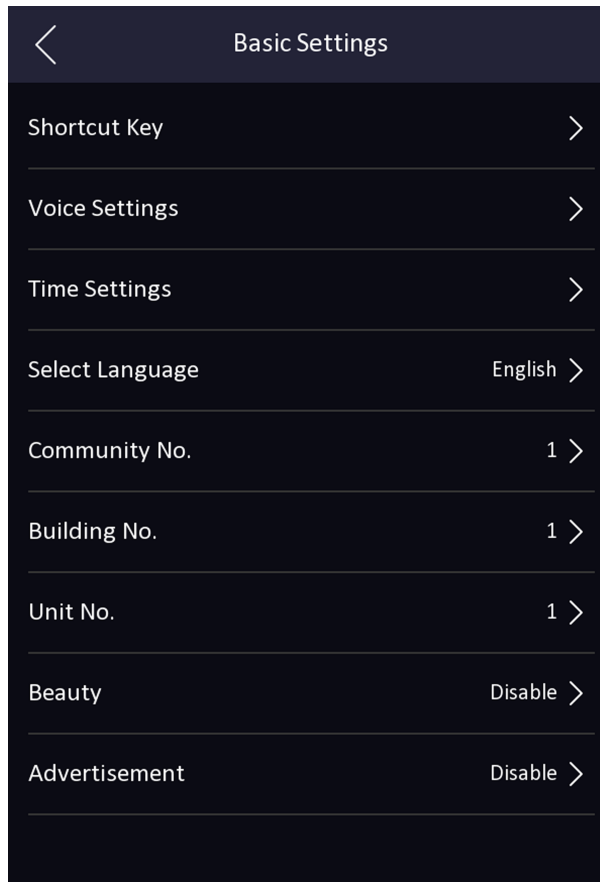 Basic Settings
Shortcut Key
Voice Settings
Time Settings
Select Language English
Community No. 1
Building No. 1
Unit No. 1
Beauty Disable
Advertisement Disable